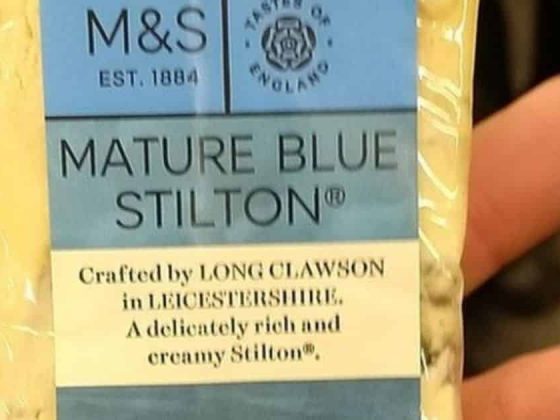 M&S
EST. 1884
TASTES OF
ENGLAND
MATURE BLUE
STILTON®
Crafted by LONG CLAWSON
in LEICESTERSHIRE.
A delicately rich and
creamy Stilton®.